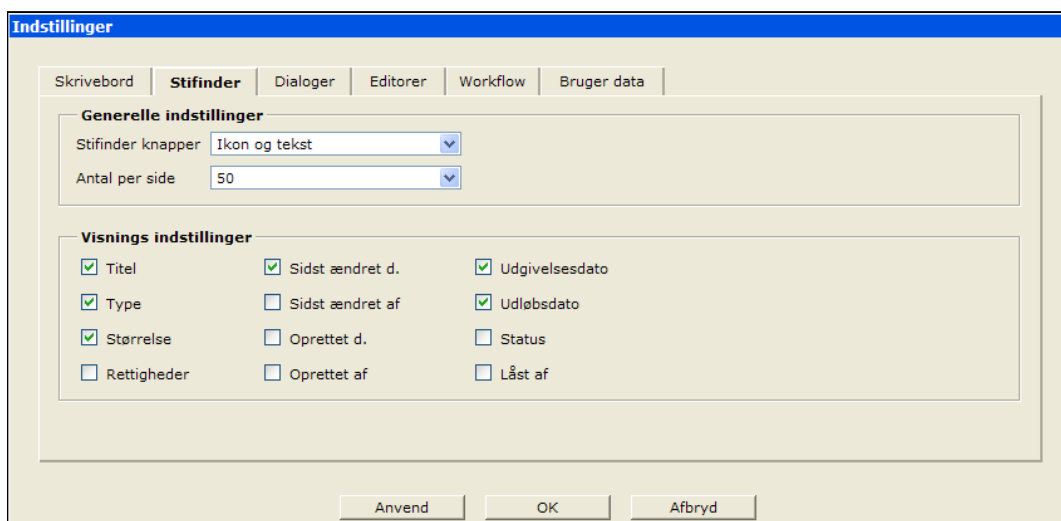 Indstillinger
Skrivebord Stifinder Dialoger Editorer Workflow Bruger data
Generelle indstillinger
Stifinder knapper Ikon og tekst
Antal per side 50
Visnings indstillinger
Titel Sidst ændret d. Udgivelsesdato
Type Sidst ændret af Udløbsdato
Størrelse Oprettet d. Status
Rettigheder Oprettet af Låst af
Anvend OK Afbryd